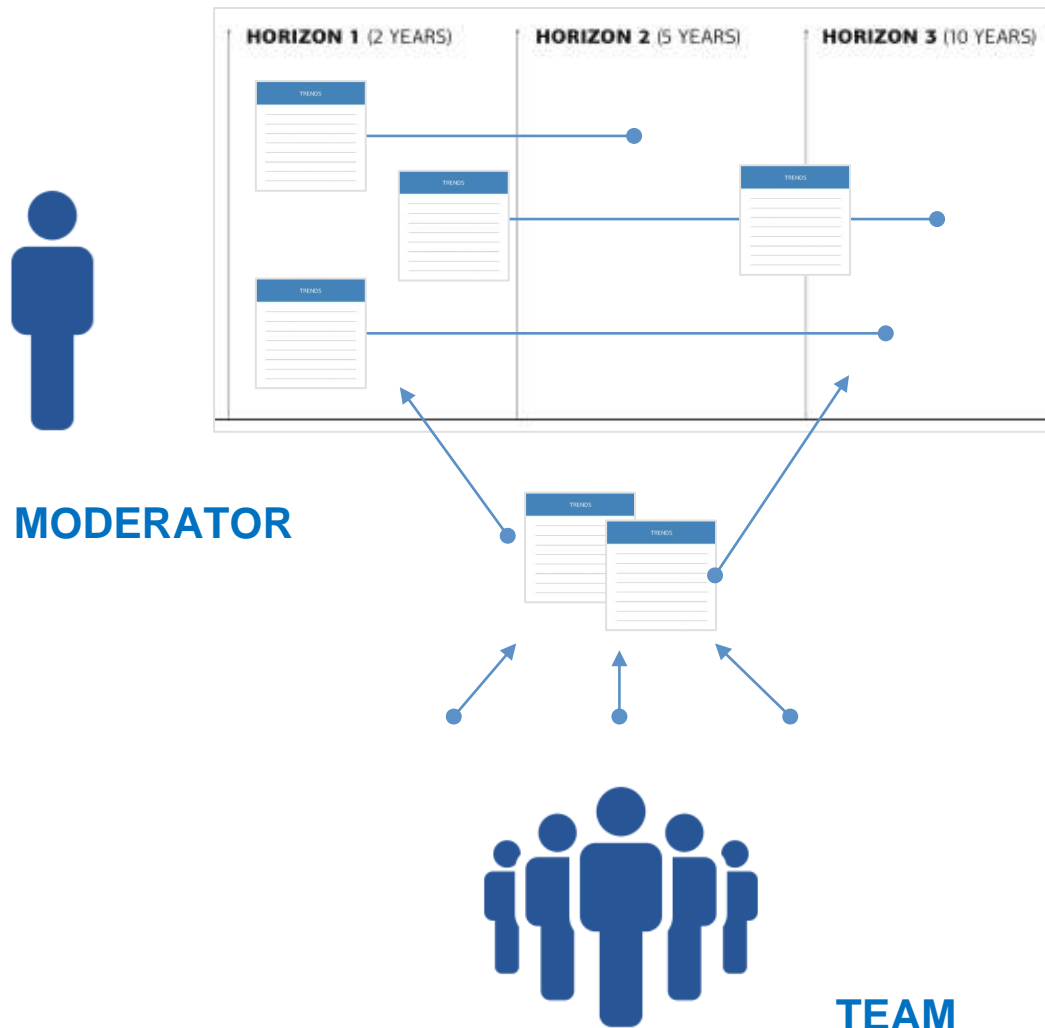 HORIZON 1 (2 YEARS)
HORIZON 2 (5 YEARS)
HORIZON 3 (10 YEARS)
TRENDS
TRENDS
TRENDS
TRENDS
MODERATOR
TRENDS
TRENDS
TEAM